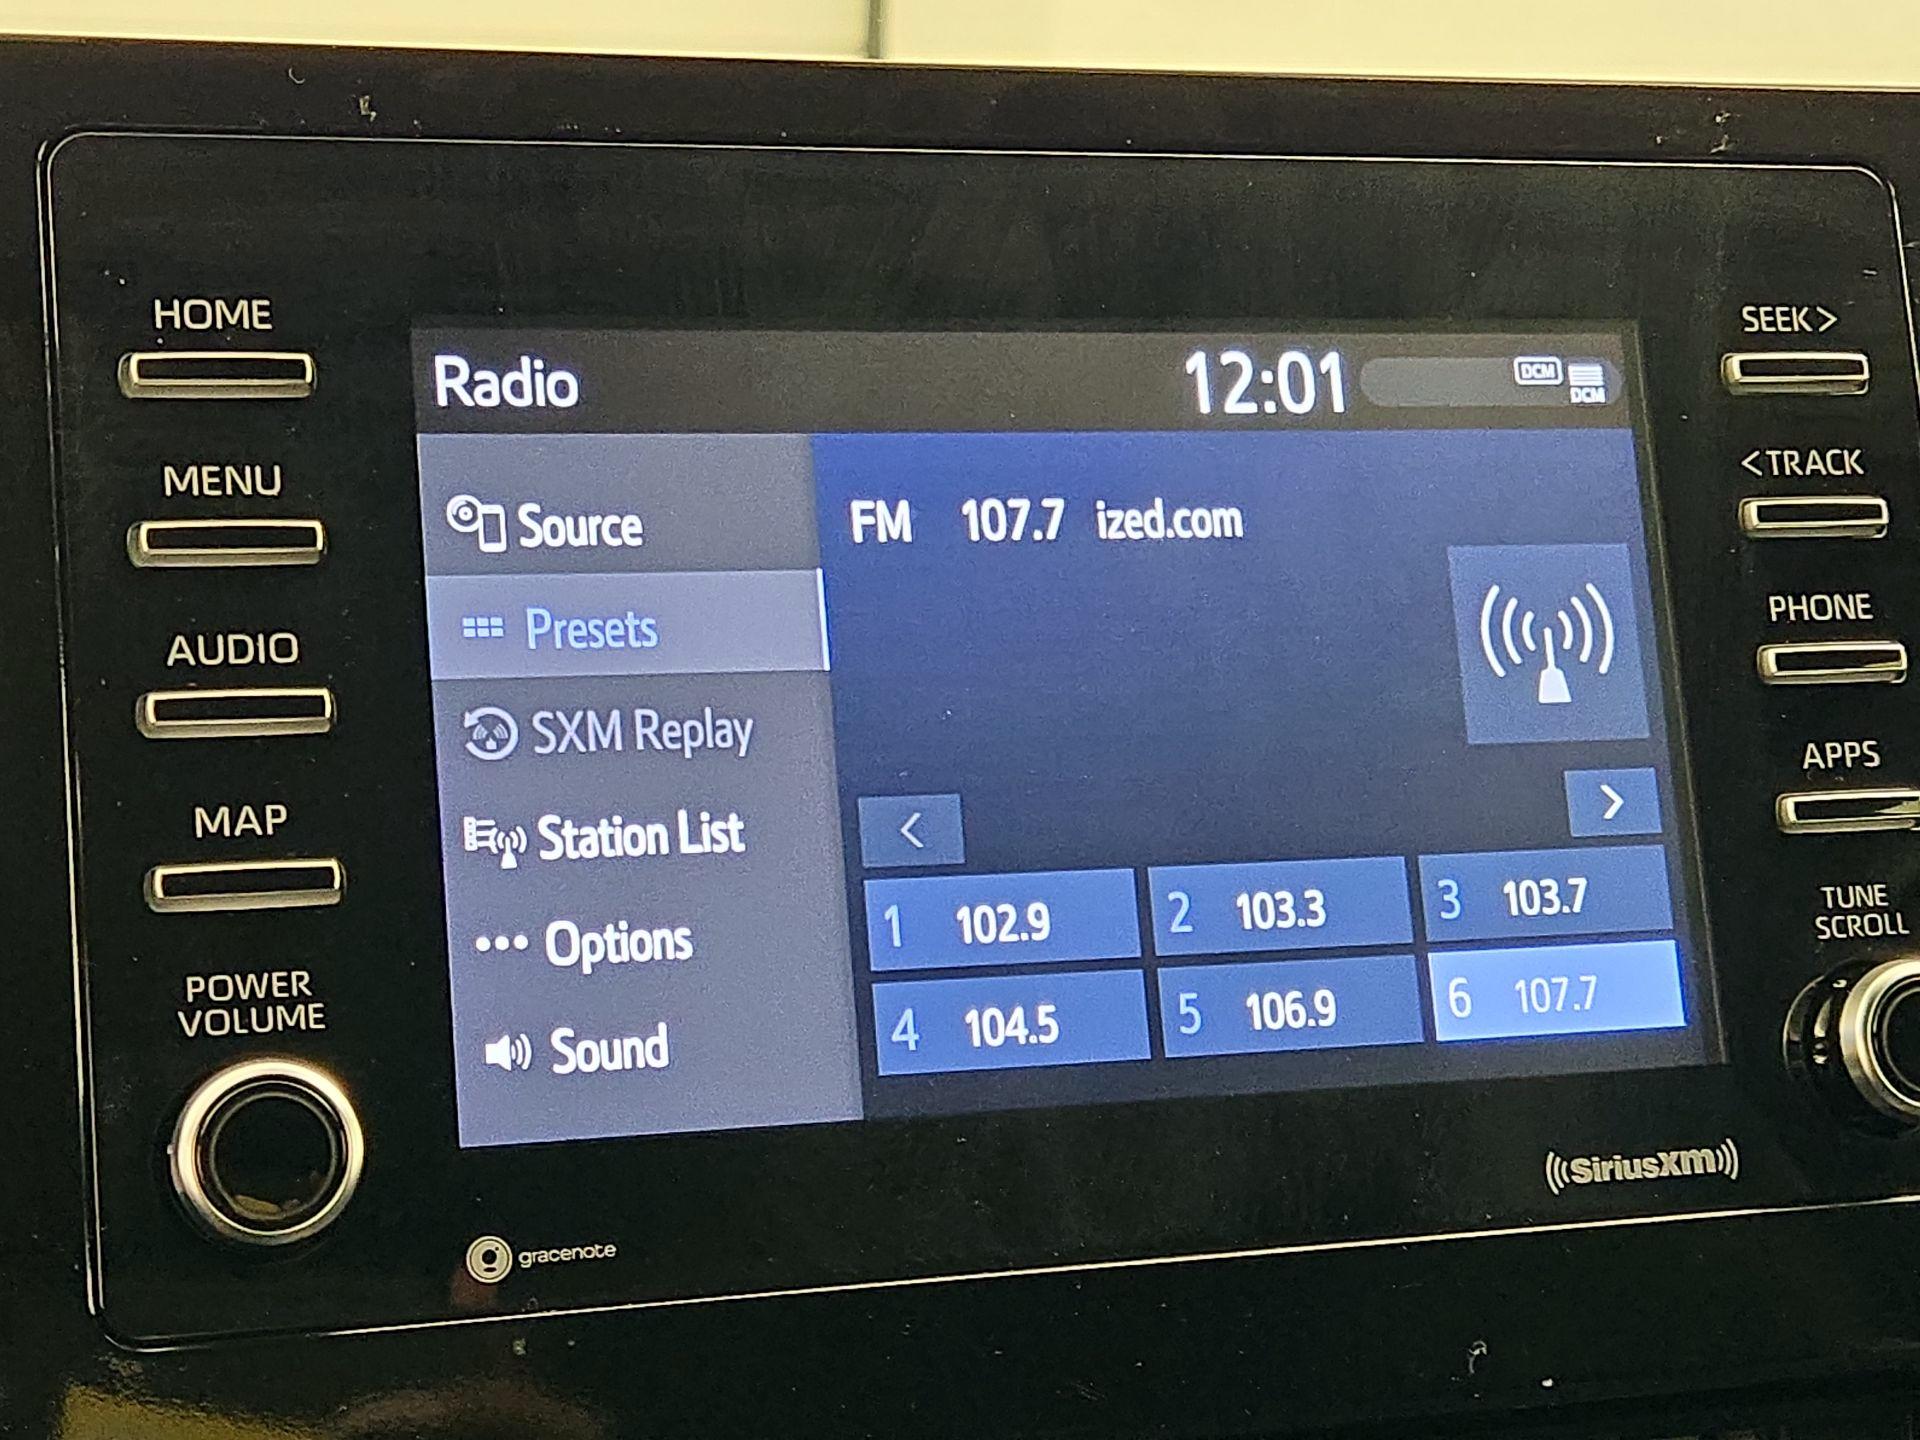 HOME
MENU
AUDIO
MAP
POWER
VOLUME
Radio
12:01
DCM
DCM
Source
Presets
SXM Replay
Station List
Options
Sound
FM 107.7 ized.com
<
>
1 102.9
2 103.3
3 103.7
4 104.5
5 106.9
6 107.7
SEEK >
< TRACK
PHONE
APPS
TUNE
SCROLL
gracenote
((SiriusXM))